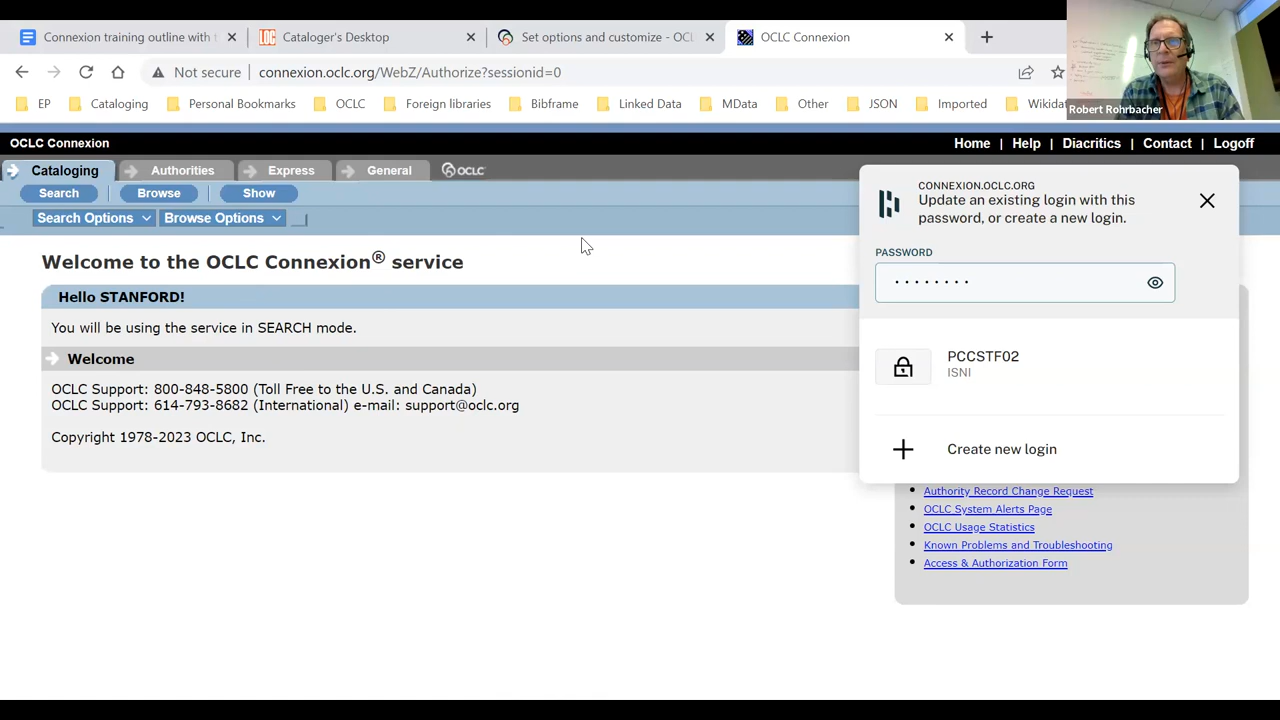 Connexion training outline with t
Cataloger's Desktop
Set options and customize - OCL
OCLC Connexion
Not secure
connexion.oclc.org/WebZ/Authorize?sessionid=0
EP
Cataloging
Personal Bookmarks
OCLC
Foreign libraries
Bibframe
Linked Data
MData
Other
JSON
Imported
Wikida
Robert Rohrbacher
OCLC Connexion
Home | Help | Diacritics | Contact | Logoff
Cataloging
Authorities
Express
General
OCLC
Search
Browse
Show
Search Options
Browse Options
Welcome to the OCLC Connexion® service
Hello STANFORD!
You will be using the service in SEARCH mode.
Welcome
OCLC Support: 800-848-5800 (Toll Free to the U.S. and Canada)
OCLC Support: 614-793-8682 (International) e-mail: support@oclc.org
Copyright 1978-2023 OCLC, Inc.
CONNEXION.OCLC.ORG
Update an existing login with this
password, or create a new login.
PASSWORD
PCCSTF02
ISNI
Create new login
Authority Record Change Request
OCLC System Alerts Page
OCLC Usage Statistics
Known Problems and Troubleshooting
Access & Authorization Form